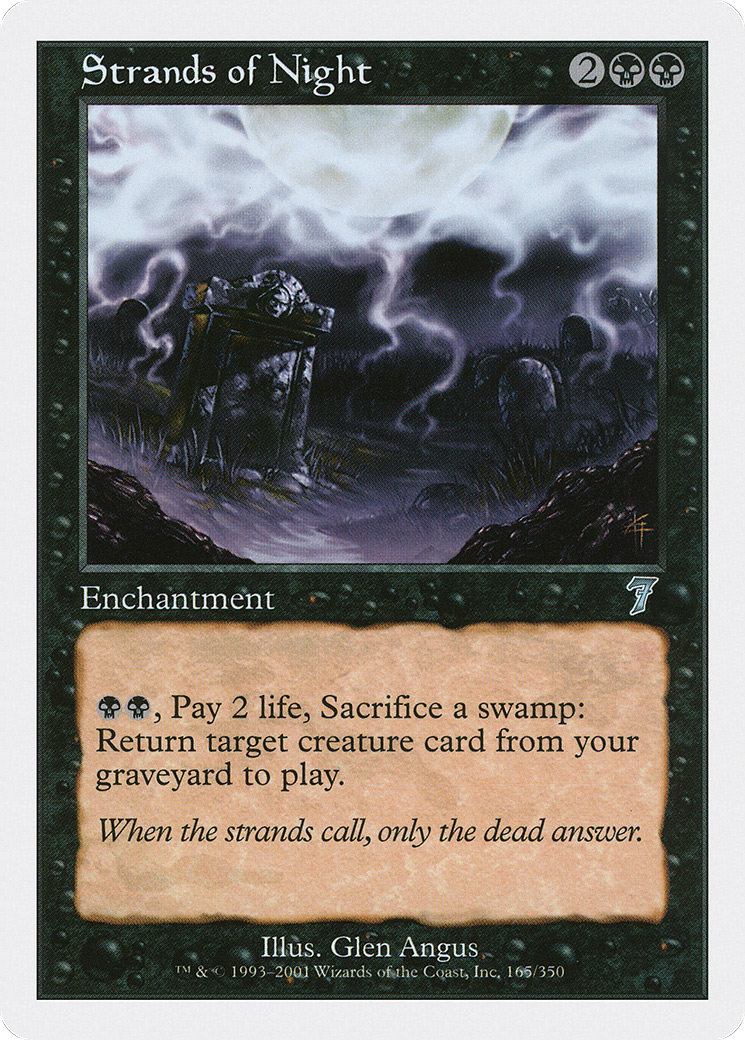 Strands of Night 2
Enchantment 7
, Pay 2 life, Sacrifice a swamp:
Return target creature card from your
graveyard to play.
When the strands call, only the dead answer.
Illus. Glen Angus
™ & © 1993–2001 Wizards of the Coast, Inc. 165/350